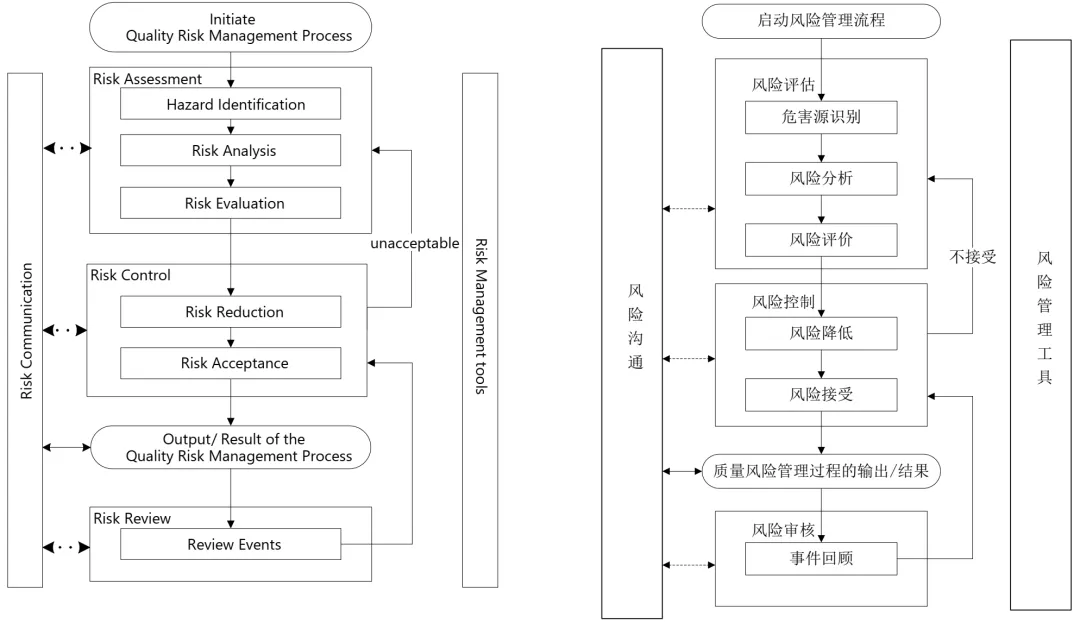 Initiate
Quality Risk Management Process
Risk Assessment
Hazard Identification
Risk Analysis
Risk Evaluation
unacceptable
Risk Control
Risk Reduction
Risk Acceptance
Output/ Result of the
Quality Risk Management Process
Risk Review
Review Events
Risk Communication
Risk Management tools
启动风险管理流程
风险评估
危害源识别
风险分析
风险评价
不接受
风险控制
风险降低
风险接受
质量风险管理过程的输出/结果
风险审核
事件回顾
风险沟通
风险管理工具